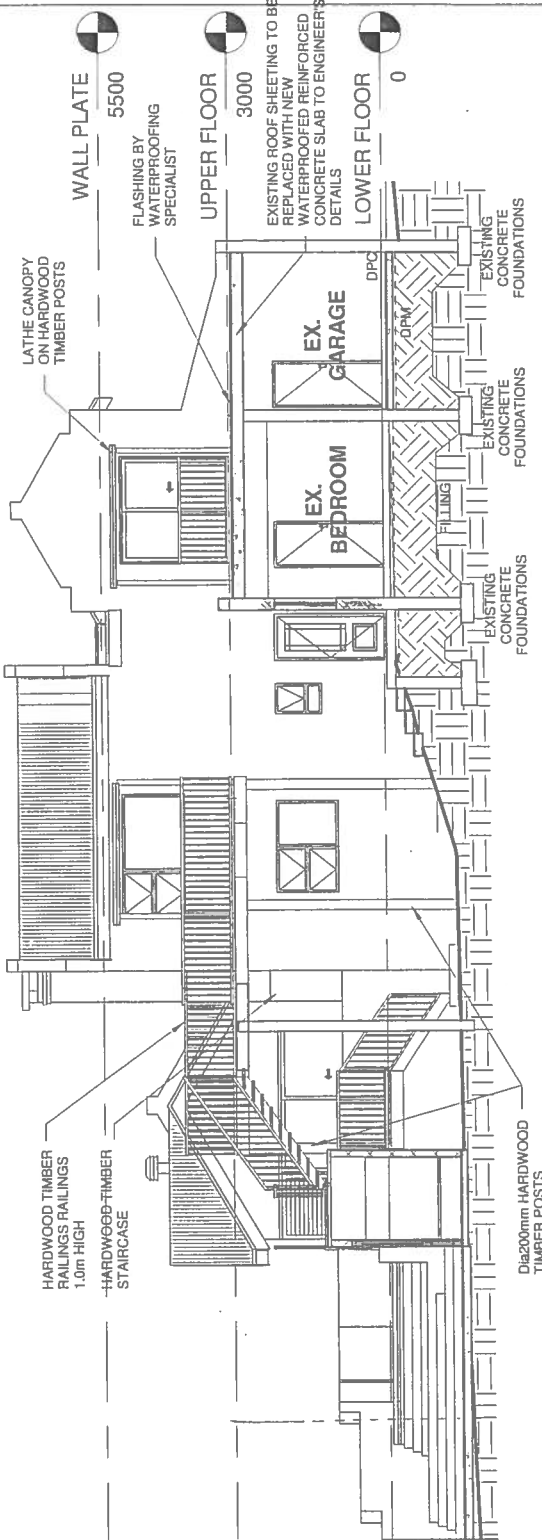 HARDWOOD TIMBER
RAILINGS RAILINGS
1.0m HIGH
HARDWOOD TIMBER
STAIRCASE
LATHE CANOPY
ON HARDWOOD
TIMBER POSTS
WALL PLATE
5500
FLASHING BY
WATERPROOFING
SPECIALIST
UPPER FLOOR
3000
EXISTING ROOF SHEETING TO BE
REPLACED WITH NEW
WATERPROOFED REINFORCED
CONCRETE SLAB TO ENGINEER'S
DETAILS
LOWER FLOOR
0
EX.
BEDROOM
EX.
GARAGE
DPC
DPM
FILLING
EXISTING
CONCRETE
FOUNDATIONS
EXISTING
CONCRETE
FOUNDATIONS
EXISTING
CONCRETE
FOUNDATIONS
Dia200mm HARDWOOD
TIMBER POSTS